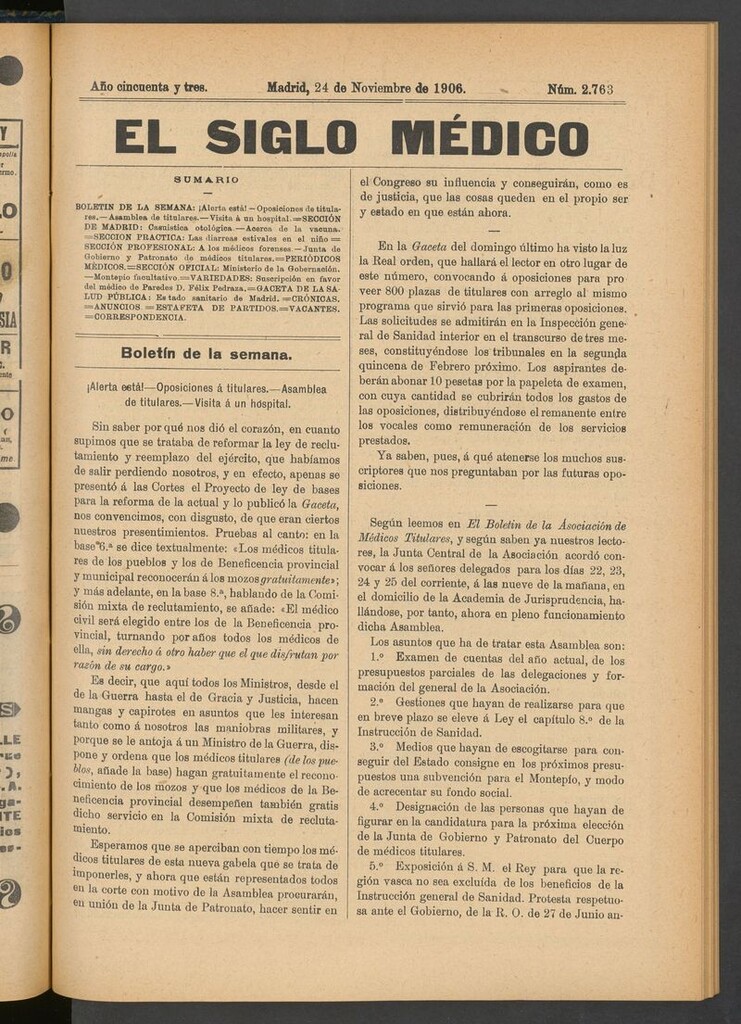 Año cincuenta y tres.
Madrid, 24 de Noviembre de 1906.
Núm. 2.763
EL SIGLO MÉDICO
SUMARIO
BOLETIN DE LA SEMANA: ¡Alerta está!—Oposiciones de titula-
res.—Asamblea de titulares.—Visita á un hospital.=SECCIÓN
DE MADRID: Casuística otológica.—Acerca de la vacuna.
=SECCIÓN PRACTICA: Las diarreas estivales en el niño=
SECCIÓN PROFESIONAL: A los médicos forenses.—Junta de
Gobierno y Patronato de médicos titulares.=PERIÓDICOS
MÉDICOS.=SECCIÓN OFICIAL: Ministerio de la Gobernación.
—Montepío facultativo.=VARIEDADES: Suscripción en favor
del médico de Paredes D. Félix Pedraza.=GACETA DE LA SA-
LUD PÚBLICA: Estado sanitario de Madrid.=CRÓNICAS.
=ANUNCIOS.=ESTAFETA DE PARTIDOS.=VACANTES.
=CORRESPONDENCIA.
Boletín de la semana.
¡Alerta está!—Oposiciones á titulares.—Asamblea
de titulares.—Visita á un hospital.
Sin saber por qué nos dió el corazón, en cuanto
supimos que se trataba de reformar la ley de reclu-
tamiento y reemplazo del ejército, que habíamos
de salir perdiendo nosotros, y en efecto, apenas se
presentó á las Cortes el Proyecto de ley de bases
para la reforma de la actual y lo publicó la Gaceta,
nos convencimos, con disgusto, de que eran ciertos
nuestros presentimientos. Pruebas al canto: en la
base 6.ª se dice textualmente: «Los médicos titula-
res de los pueblos y los de Beneficencia provincial
y municipal reconocerán á los mozos gratuitamente»;
y más adelante, en la base 8.ª, hablando de la Comi-
sión mixta de reclutamiento, se añade: «El médico
civil será elegido entre los de la Beneficencia pro-
vincial, turnando por años todos los médicos de
ella, sin derecho á otro haber que el que disfrutan por
razón de su cargo.»
Es decir, que aquí todos los Ministros, desde el
de la Guerra hasta el de Gracia y Justicia, hacen
mangas y capirotes en asuntos que les interesan
tanto como á nosotros las maniobras militares, y
porque se le antoja á un Ministro de la Guerra, dis-
pone y ordena que los médicos titulares (de los pue-
blos, añade la base) hagan gratuitamente el recono-
cimiento de los mozos y que los médicos de la Be-
neficencia provincial desempeñen también gratis
dicho servicio en la Comisión mixta de recluta-
miento.
Esperamos que se aperciban con tiempo los mé-
dicos titulares de esta nueva gabela que se trata de
imponerles, y ahora que están representados todos
en la corte con motivo de la Asamblea procurarán,
en unión de la Junta de Patronato, hacer sentir en
el Congreso su influencia y conseguirán, como es
de justicia, que las cosas queden en el propio ser
y estado en que están ahora.
En la Gaceta del domingo último ha visto la luz
la Real orden, que hallará el lector en otro lugar de
este número, convocando á oposiciones para pro
veer 800 plazas de titulares con arreglo al mismo
programa que sirvió para las primeras oposiciones.
Las solicitudes se admitirán en la Inspección gene-
ral de Sanidad interior en el transcurso de tres me-
ses, constituyéndose los tribunales en la segunda
quincena de Febrero próximo. Los aspirantes de-
berán abonar 10 pesetas por la papeleta de examen,
con cuya cantidad se cubrirán todos los gastos de
las oposiciones, distribuyéndose el remanente entre
los vocales como remuneración de los servicios
prestados.
Ya saben, pues, á qué atenerse los muchos sus-
criptores que nos preguntaban por las futuras opo-
siciones.
Según leemos en El Boletín de la Asociación de
Médicos Titulares, y según saben ya nuestros lecto-
res, la Junta Central de la Asociación acordó con-
vocar á los señores delegados para los días 22, 23,
24 y 25 del corriente, á las nueve de la mañana, en
el domicilio de la Academia de Jurisprudencia, ha-
llándose, por tanto, ahora en pleno funcionamiento
dicha Asamblea.
Los asuntos que ha de tratar esta Asamblea son:
1.º Examen de cuentas del año actual, de los
presupuestos parciales de las delegaciones y for-
mación del general de la Asociación.
2.º Gestiones que hayan de realizarse para que
en breve plazo se eleve á Ley el capítulo 8.º de la
Instrucción de Sanidad.
3.º Medios que hayan de escogitarse para con-
seguir del Estado consigne en los próximos presu-
puestos una subvención para el Montepío, y modo
de acrecentar su fondo social.
4.º Designación de las personas que hayan de
figurar en la candidatura para la próxima elección
de la Junta de Gobierno y Patronato del Cuerpo
de médicos titulares.
5.º Exposición á S. M. el Rey para que la re-
gión vasca no sea excluída de los beneficios de la
Instrucción general de Sanidad. Protesta respetuo-
sa ante el Gobierno, de la R. O. de 27 de Junio an-